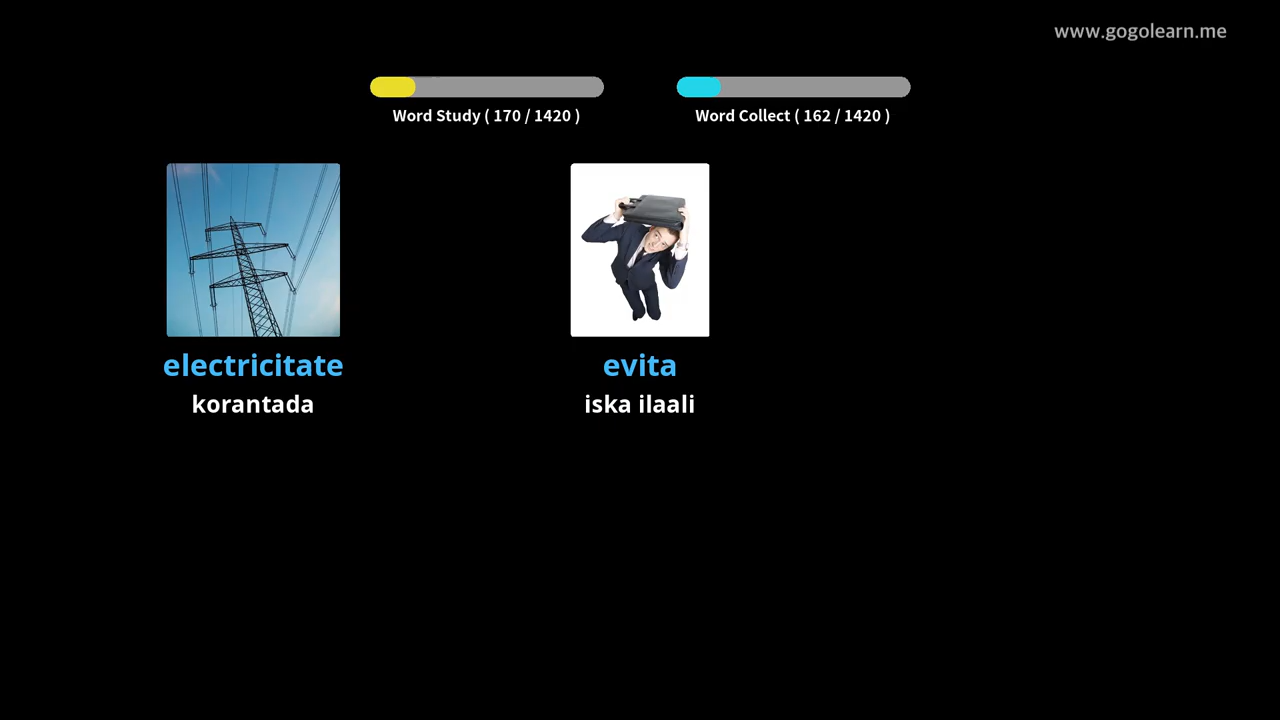 www.gogolearn.me
Word Study ( 170 / 1420 )
Word Collect ( 162 / 1420 )
electricitate
korantada
evita
iska ilaali